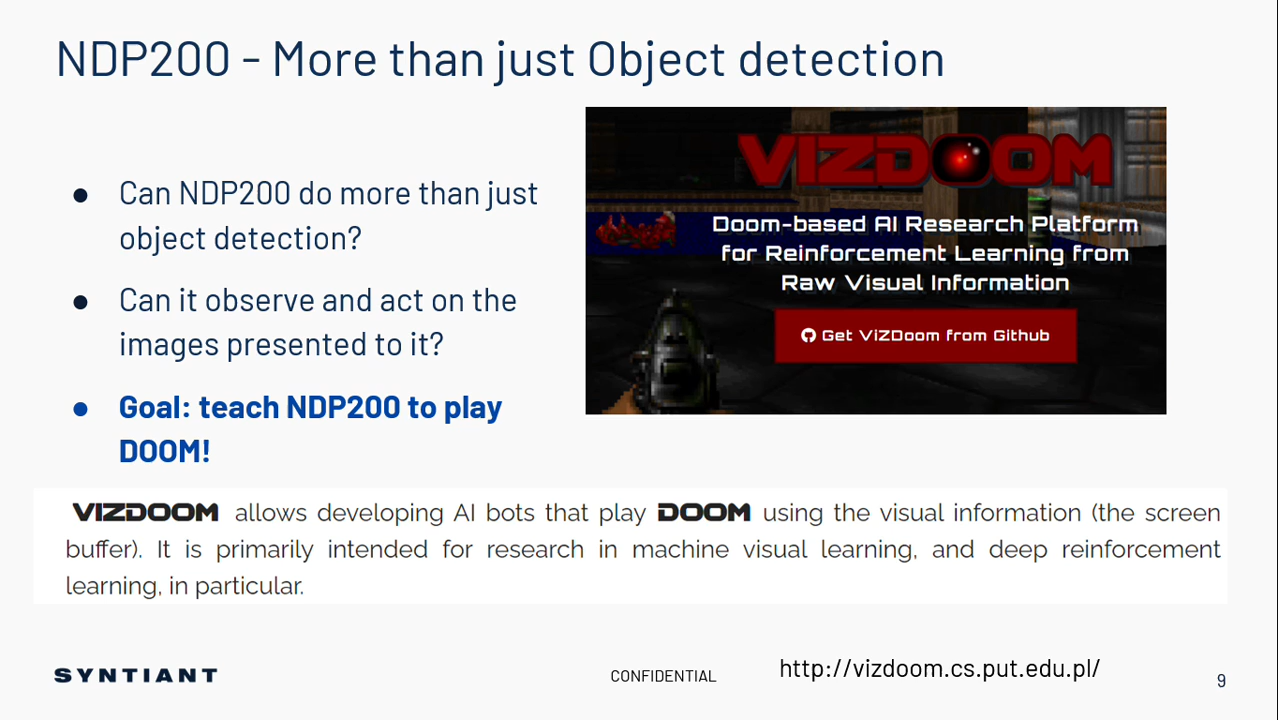 NDP200 - More than just Object detection
● Can NDP200 do more than just
object detection?
● Can it observe and act on the
images presented to it?
● Goal: teach NDP200 to play
DOOM!
VIZDOOM
Doom-based AI Research Platform
for Reinforcement Learning from
Raw Visual Information
Get ViZDoom from Github
VIZDOOM allows developing AI bots that play DOOM using the visual information (the screen
buffer). It is primarily intended for research in machine visual learning, and deep reinforcement
learning, in particular.
SYNTIANT
CONFIDENTIAL
http://vizdoom.cs.put.edu.pl/
9